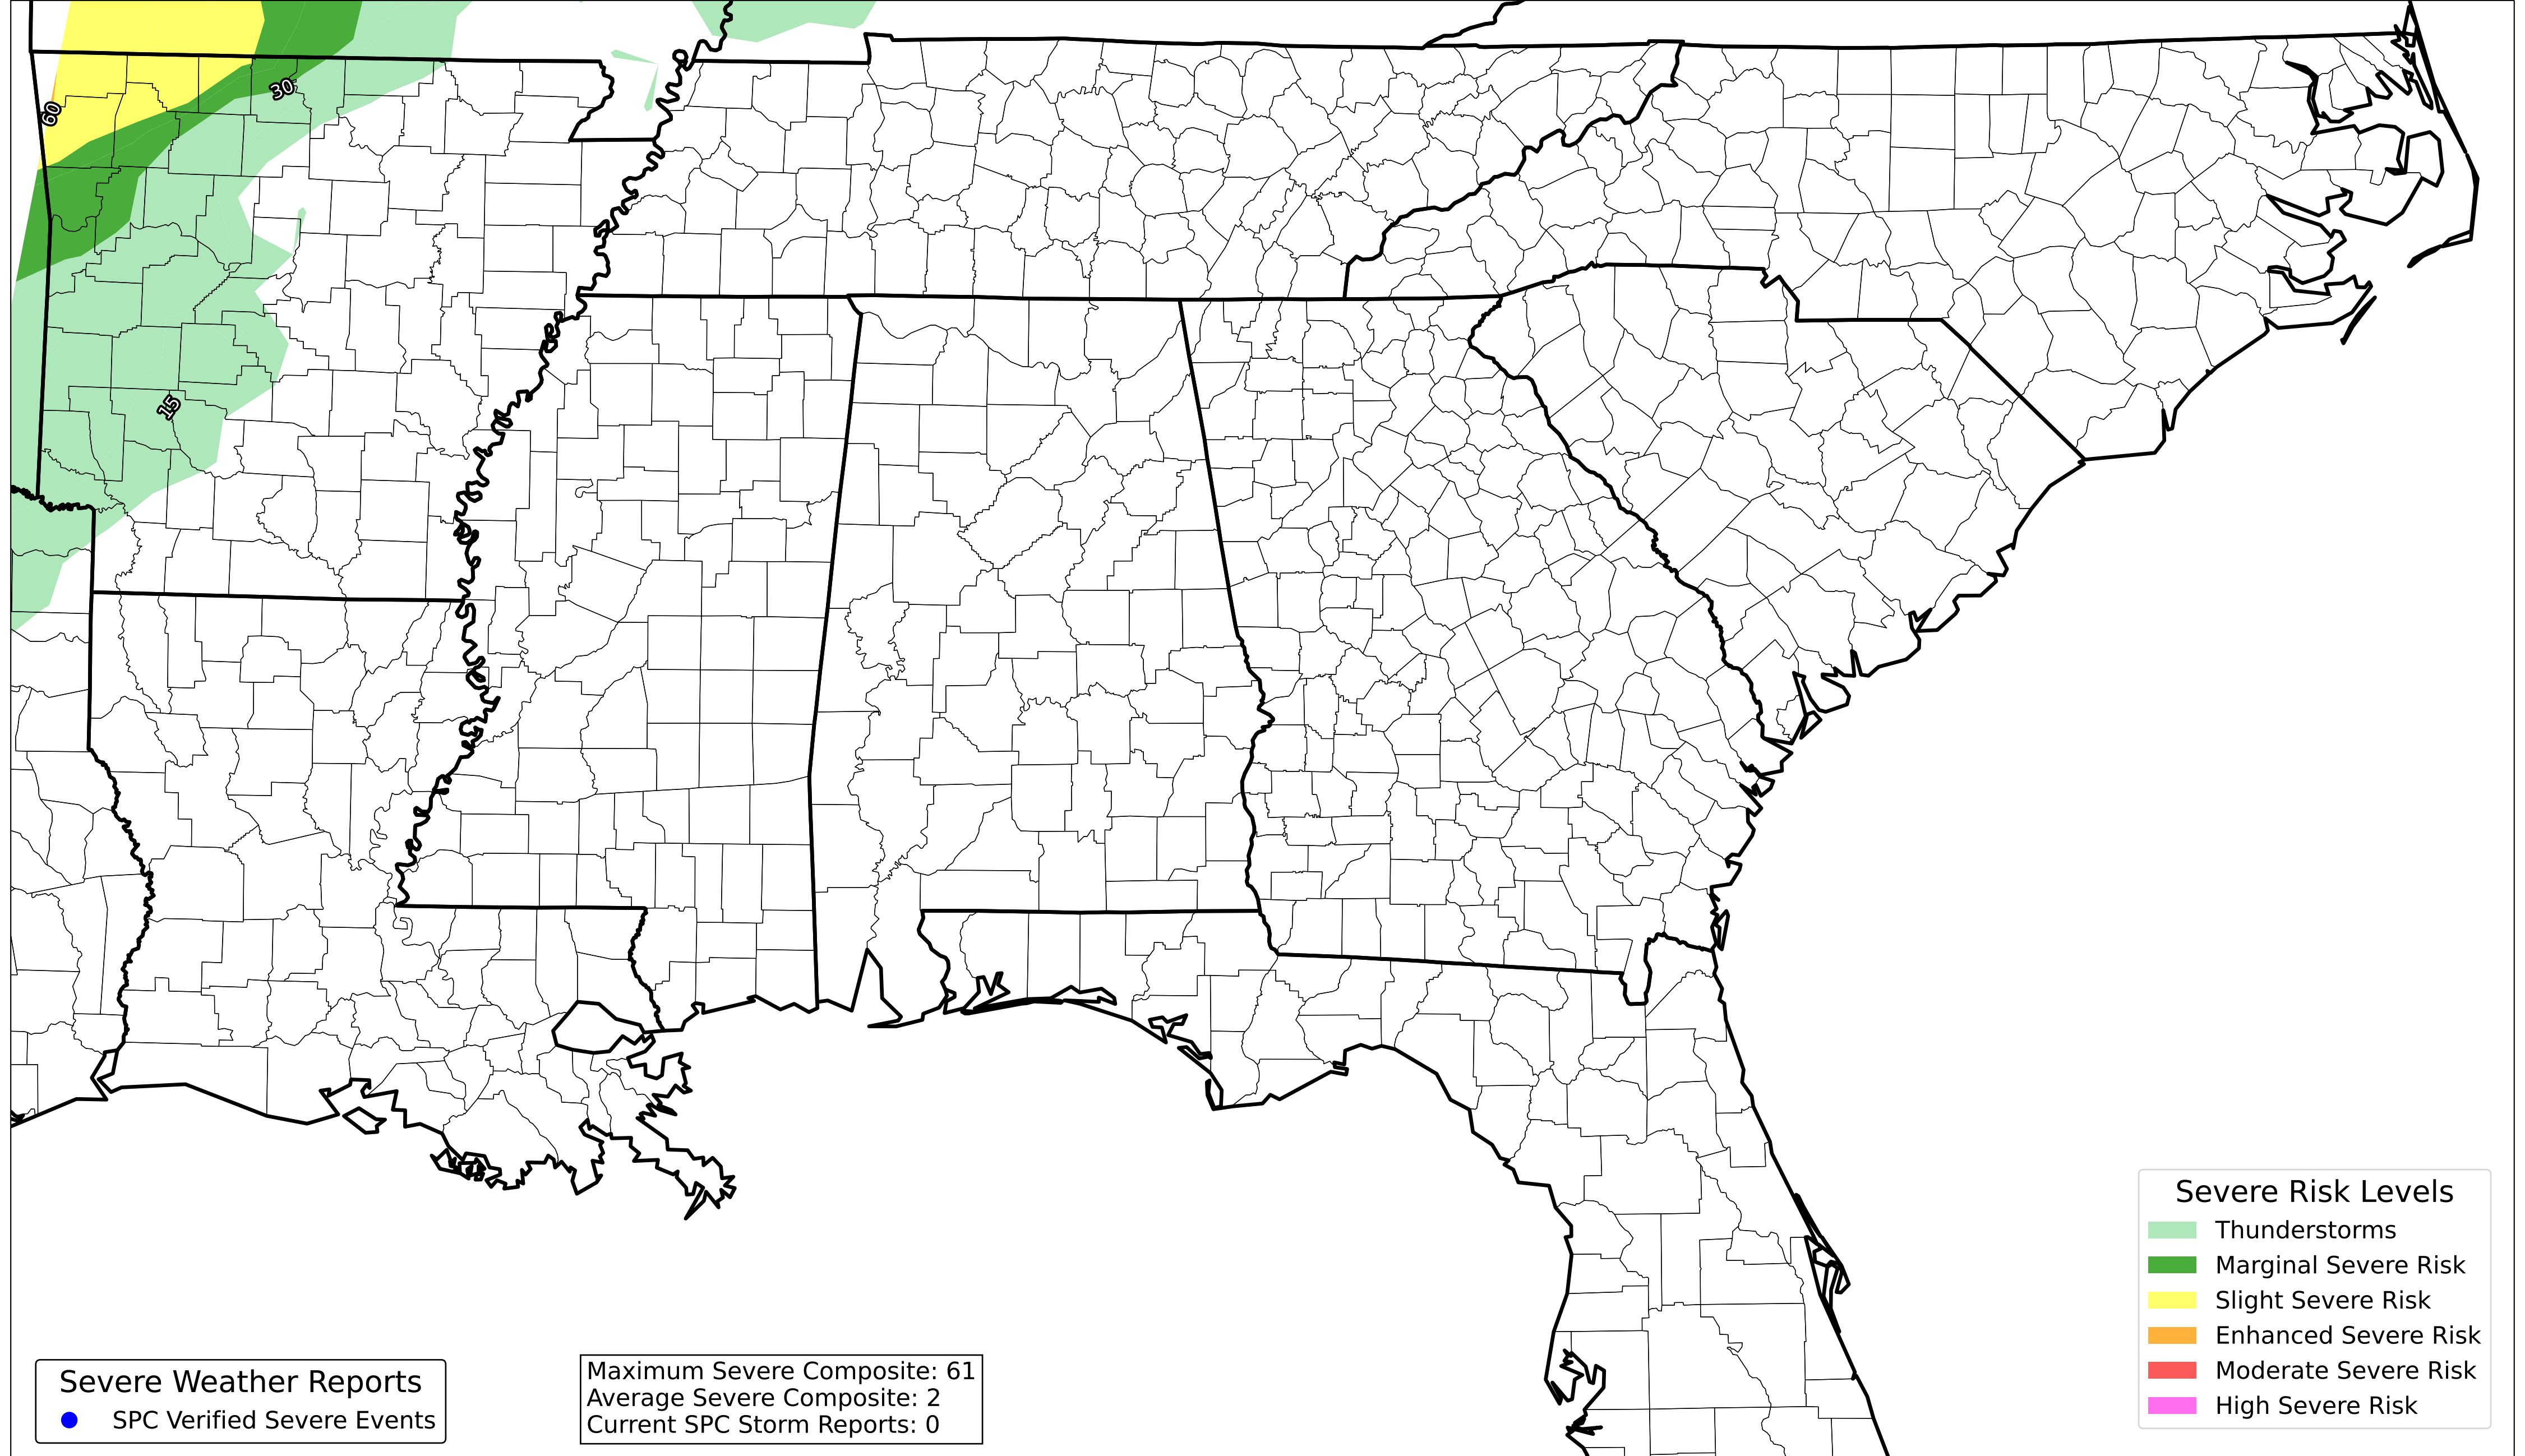 60
30
15
Severe Risk Levels
Thunderstorms
Marginal Severe Risk
Slight Severe Risk
Enhanced Severe Risk
Moderate Severe Risk
High Severe Risk
Severe Weather Reports
SPC Verified Severe Events
Maximum Severe Composite: 61
Average Severe Composite: 2
Current SPC Storm Reports: 0